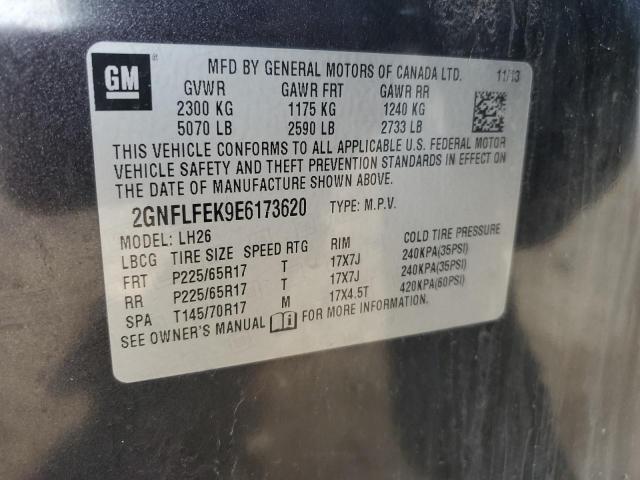 GM
MFD BY GENERAL MOTORS OF CANADA LTD. 11/13
GVWR GAWR FRT GAWR RR
2300 KG 1175 KG 1240 KG
5070 LB 2590 LB 2733 LB
THIS VEHICLE CONFORMS TO ALL APPLICABLE U.S. FEDERAL MOTOR
VEHICLE SAFETY AND THEFT PREVENTION STANDARDS IN EFFECT ON
THE DATE OF MANUFACTURE SHOWN ABOVE.
2GNFLFEK9E6173620 TYPE: M.P.V.
MODEL: LH26
LBCG TIRE SIZE SPEED RTG RIM COLD TIRE PRESSURE
FRT P225/65R17 T 17X7J 240KPA(35PSI)
RR P225/65R17 T 17X7J 240KPA(35PSI)
SPA T145/70R17 M 17X4.5T 420KPA(60PSI)
SEE OWNER'S MANUAL FOR MORE INFORMATION.